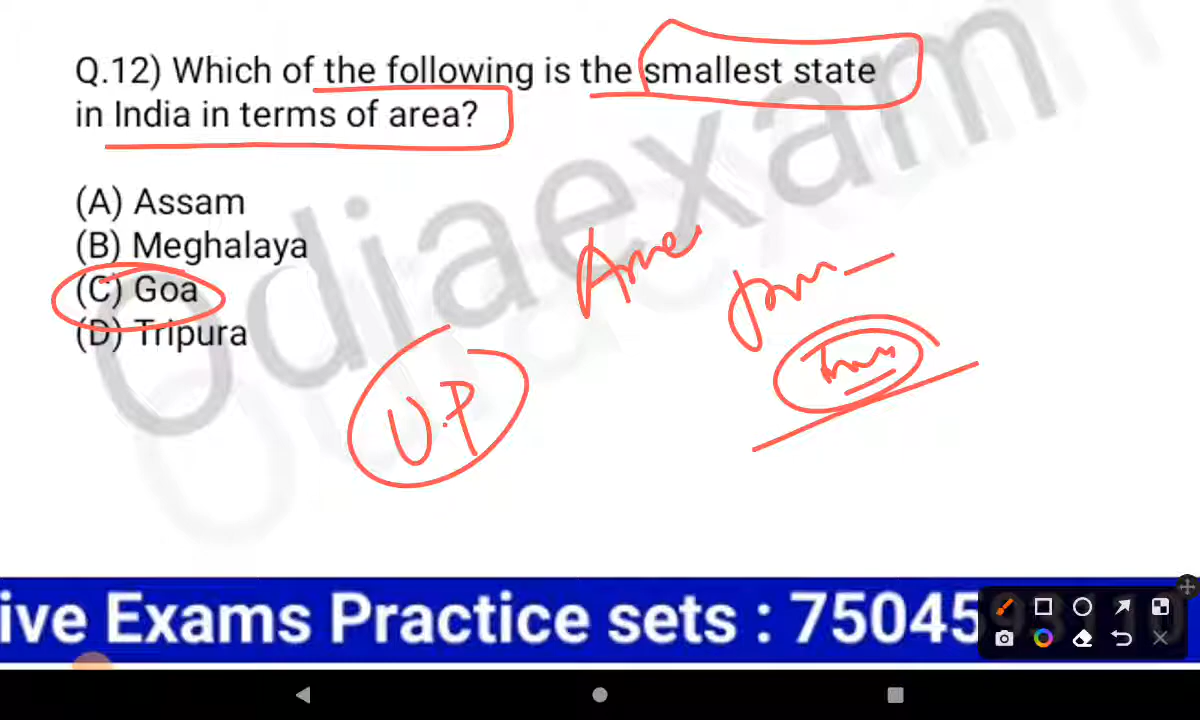 Q.12) Which of the following is the smallest state
in India in terms of area?
(A) Assam
(B) Meghalaya
(C) Goa
(D) Tripura
Odiaexam
U.P
ive Exams Practice sets : 75045